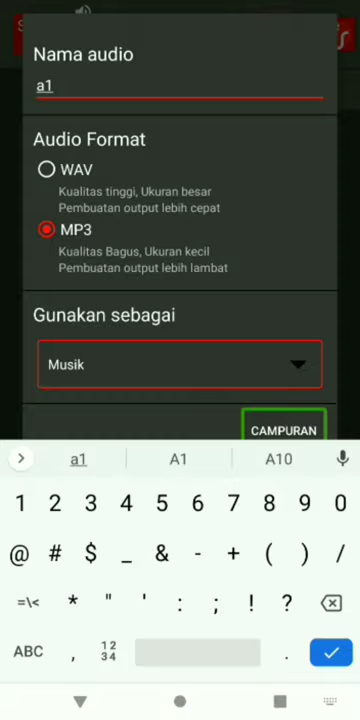 Nama audio
a1
Audio Format
WAV
Kualitas tinggi, Ukuran besar
Pembuatan output lebih cepat
MP3
Kualitas Bagus, Ukuran kecil
Pembuatan output lebih lambat
Gunakan sebagai
Musik
CAMPURAN
a1 A1 A10
1 2 3 4 5 6 7 8 9 0
@ # $ _ & - + ( ) /
=\< * " ' : ; ! ?
ABC , 12 .
34